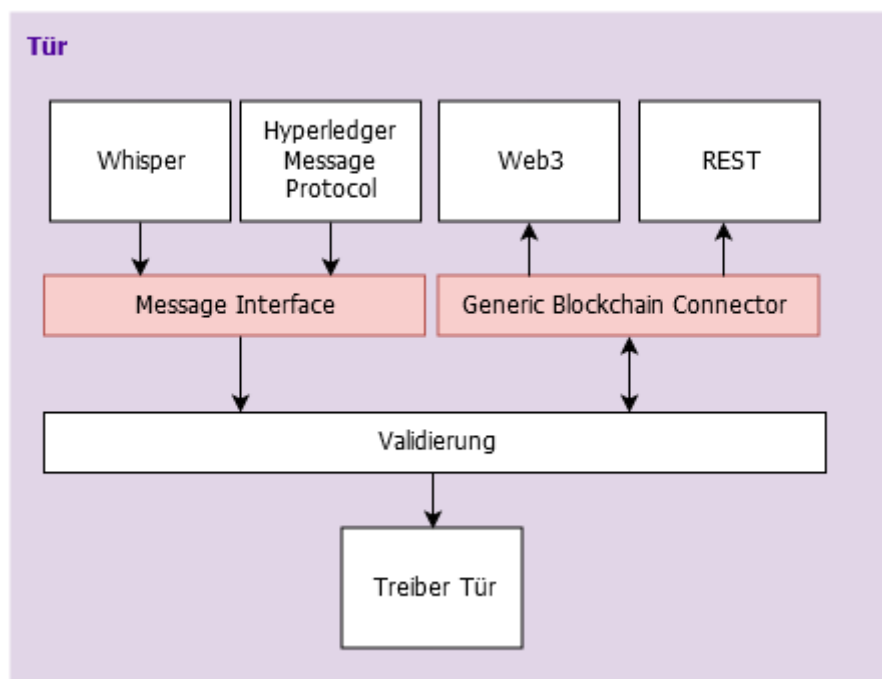 Tür
Whisper
Hyperledger
Message
Protocol
Web3
REST
Message Interface
Generic Blockchain Connector
Validierung
Treiber Tür